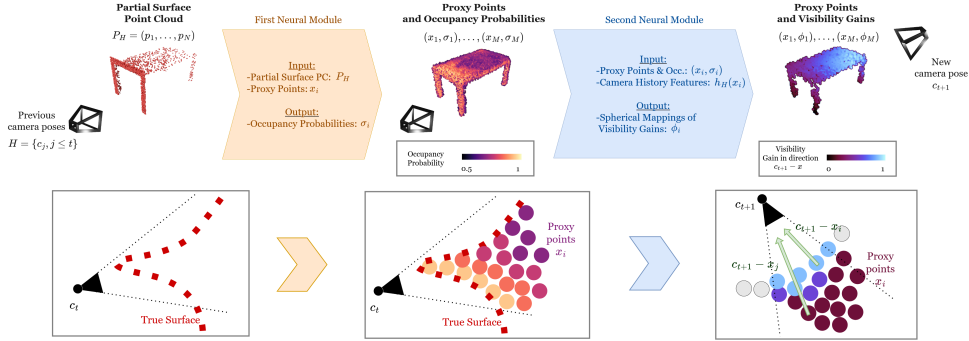 Partial Surface
Point Cloud
P_H = (p_1, . . . , p_N)
Previous
camera poses
H = {c_j, j ≤ t}
First Neural Module
Input:
-Partial Surface PC: P_H
-Proxy Points: x_i
Output:
-Occupancy Probabilities: σ_i
Proxy Points
and Occupancy Probabilities
(x_1, σ_1), . . . , (x_M, σ_M)
Occupancy
Probability
0.5
1
Second Neural Module
Input:
-Proxy Points & Occ.: (x_i, σ_i)
-Camera History Features: h_H(x_i)
Output:
-Spherical Mappings of
Visibility Gains: ϕ_i
Proxy Points
and Visibility Gains
(x_1, ϕ_1), . . . , (x_M, ϕ_M)
New
camera pose
c_{t+1}
Visibility
Gain in direction
c_{t+1} − x
0
1
c_t
True Surface
c_t
Proxy
points
x_i
True Surface
c_{t+1}
c_{t+1} − x_i
c_{t+1} − x_j
Proxy
points
x_i